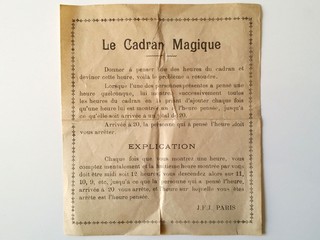 Le Cadran Magique
Donner à penser une des heures du cadran et
deviner cette heure, voilà le problème à résoudre.
Lorsque l'une des personnes présentes a pensé une
heure quelconque, lui montrer successivement toutes
les heures du cadran en la priant d'ajouter chaque fois
qu'une heure lui est montrée un à l'heure pensée, jusqu'à
ce qu'elle soit arrivée à un total de 20.
Arrivée à 20, la personne qui a pensé l'heure doit
vous arrêter.
EXPLICATION
Chaque fois que vous montrez une heure, vous
comptez mentalement et la huitième heure montrée par vous
doit être midi soit 12 heures, vous descendez alors sur 11,
10, 9, etc. jusqu'à ce que la personne qui a pensé l'heure,
arrivée à 20 vous arrête, et l'heure sur laquelle vous êtes
arrêté est l'heure pensée.
J.F.J. PARIS